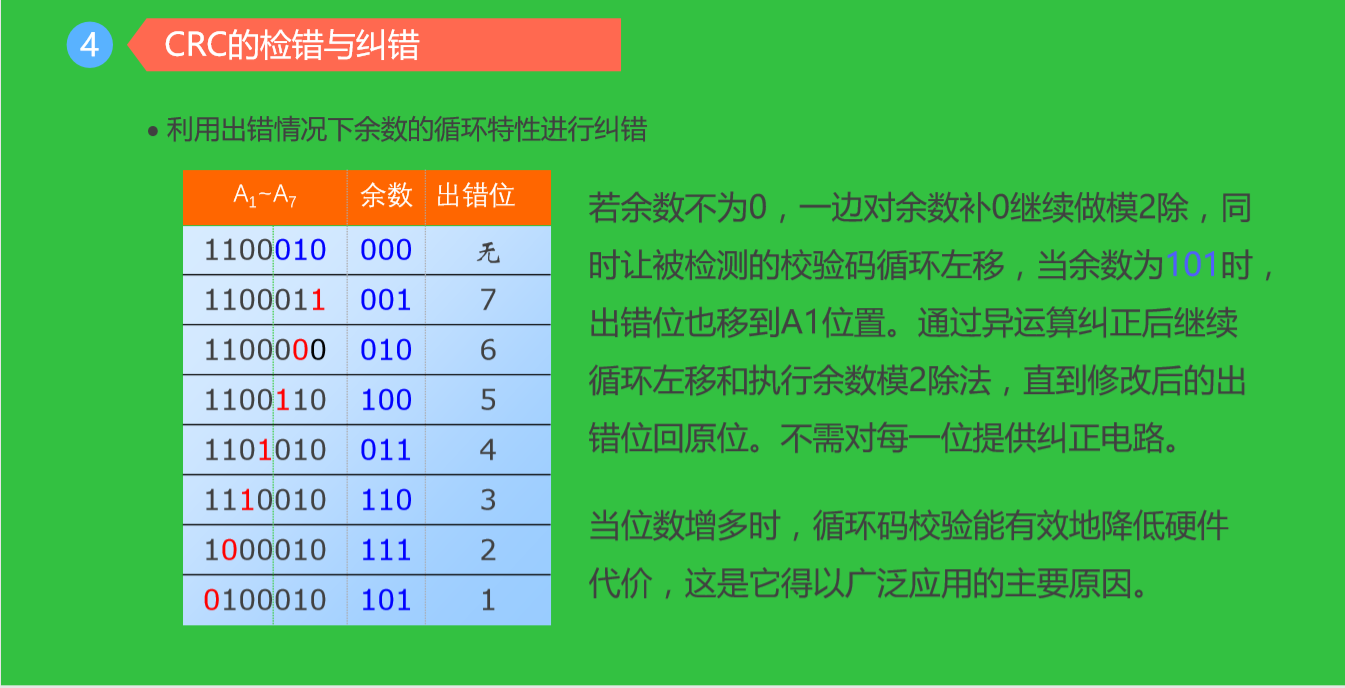 4 CRC的检错与纠错
• 利用出错情况下余数的循环特性进行纠错
A1~A7 余数 出错位
1100010 000 无
1100011 001 7
1100000 010 6
1100110 100 5
1101010 011 4
1110010 110 3
1000010 111 2
0100010 101 1
若余数不为0，一边对余数补0继续做模2除，同
时让被检测的校验码循环左移，当余数为101时，
出错位也移到A1位置。通过异运算纠正后继续
循环左移和执行余数模2除法，直到修改后的出
错位回原位。不需对每一位提供纠正电路。
当位数增多时，循环码校验能有效地降低硬件
代价，这是它得以广泛应用的主要原因。